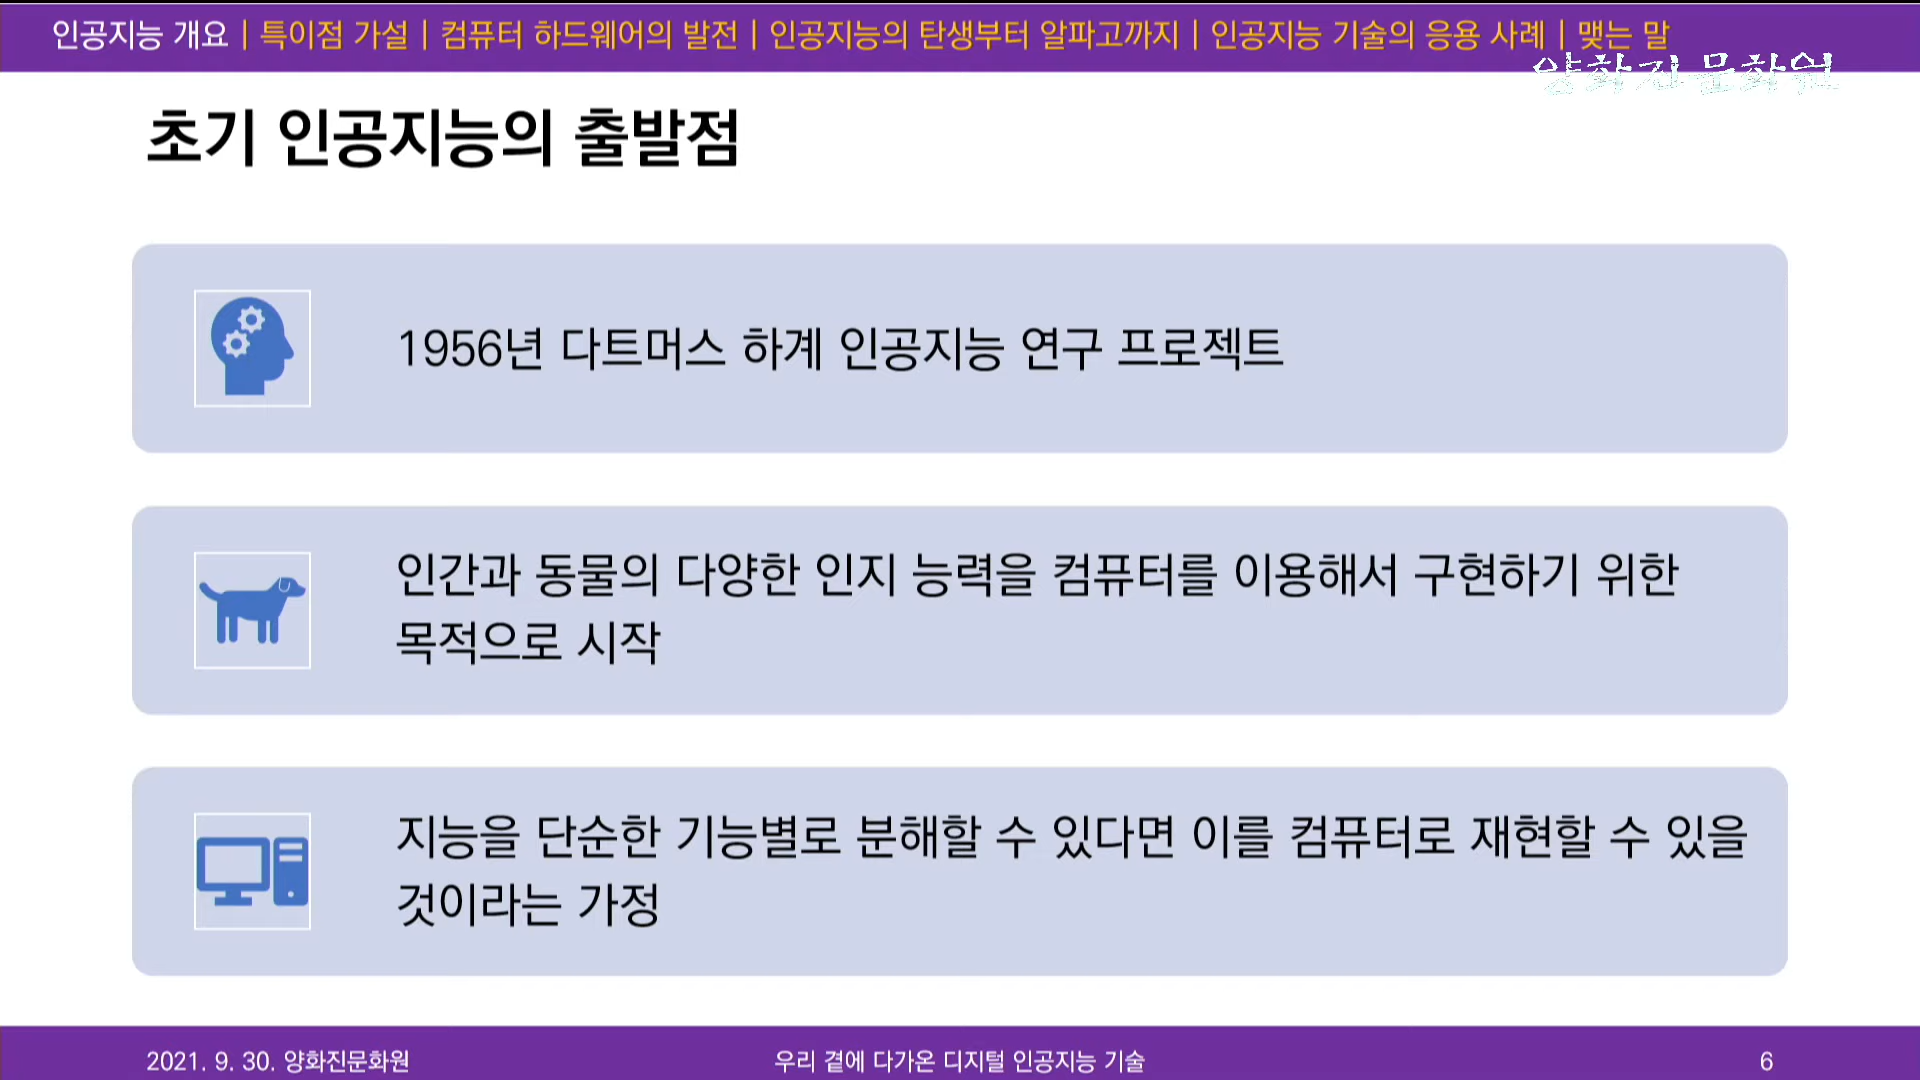 인공지능 개요 | 특이점 가설 | 컴퓨터 하드웨어의 발전 | 인공지능의 탄생부터 알파고까지 | 인공지능 기술의 응용 사례 | 맺는 말
양화진문화원
초기 인공지능의 출발점
1956년 다트머스 하계 인공지능 연구 프로젝트
인간과 동물의 다양한 인지 능력을 컴퓨터를 이용해서 구현하기 위한
목적으로 시작
지능을 단순한 기능별로 분해할 수 있다면 이를 컴퓨터로 재현할 수 있을
것이라는 가정
2021. 9. 30. 양화진문화원
우리 곁에 다가온 디지털 인공지능 기술
6